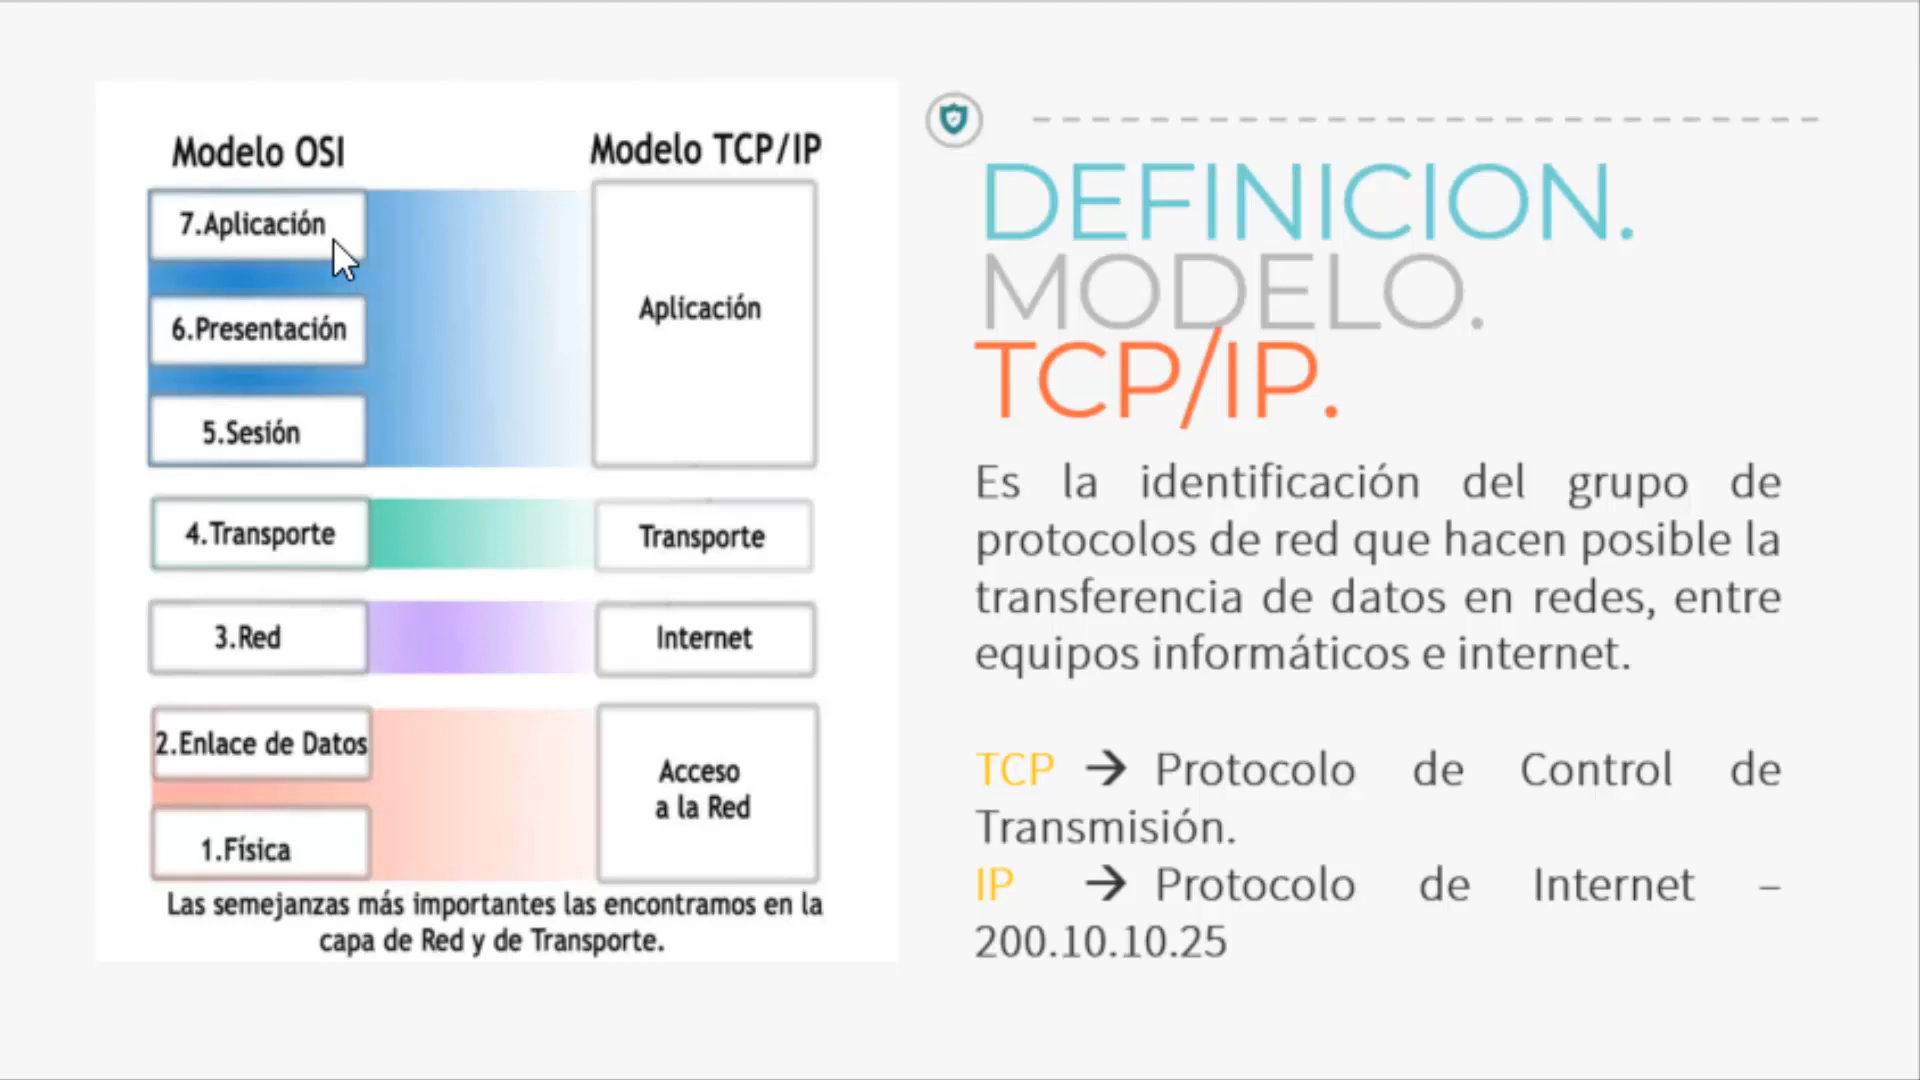 Modelo OSI
Modelo TCP/IP
7.Aplicación
6.Presentación
5.Sesión
Aplicación
4.Transporte
Transporte
3.Red
Internet
2.Enlace de Datos
1.Física
Acceso
a la Red
Las semejanzas más importantes las encontramos en la
capa de Red y de Transporte.
DEFINICION.
MODELO.
TCP/IP.
Es la identificación del grupo de
protocolos de red que hacen posible la
transferencia de datos en redes, entre
equipos informáticos e internet.
TCP → Protocolo de Control de
Transmisión.
IP → Protocolo de Internet –
200.10.10.25